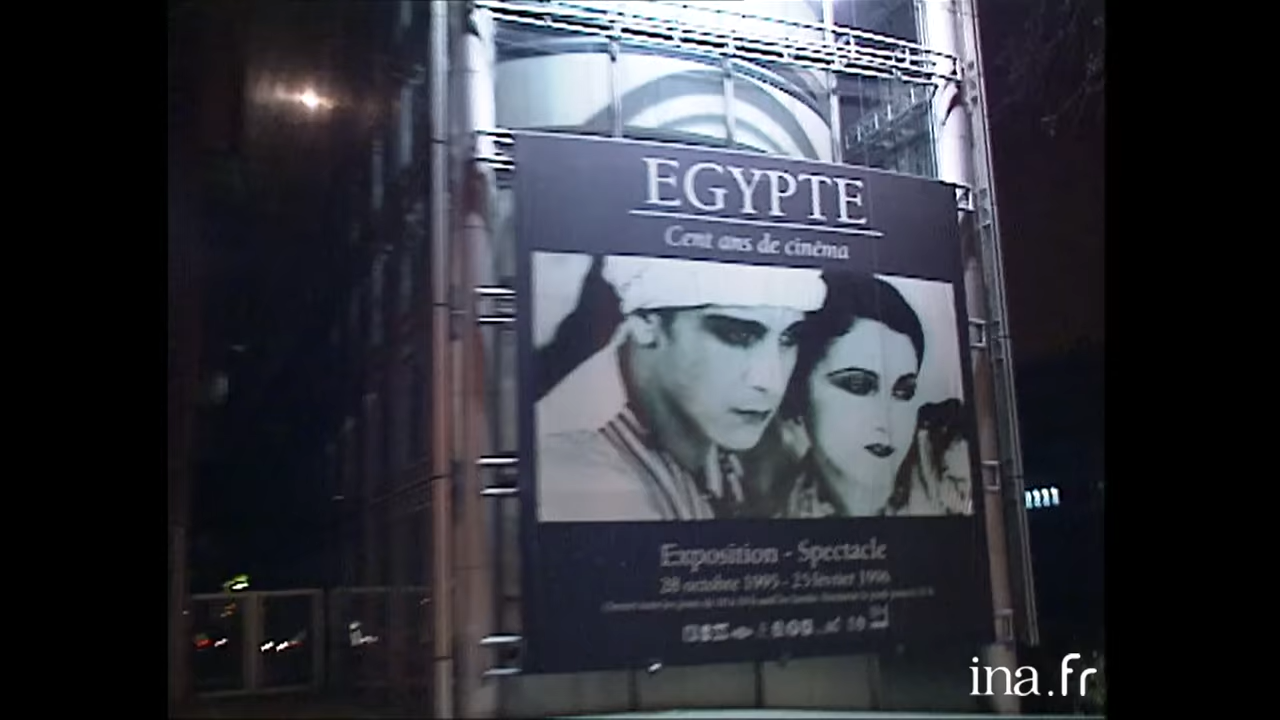 EGYPTE
Cent ans de cinéma
Exposition - Spectacle
28 octobre 1995 - 25 février 1996
ina.fr